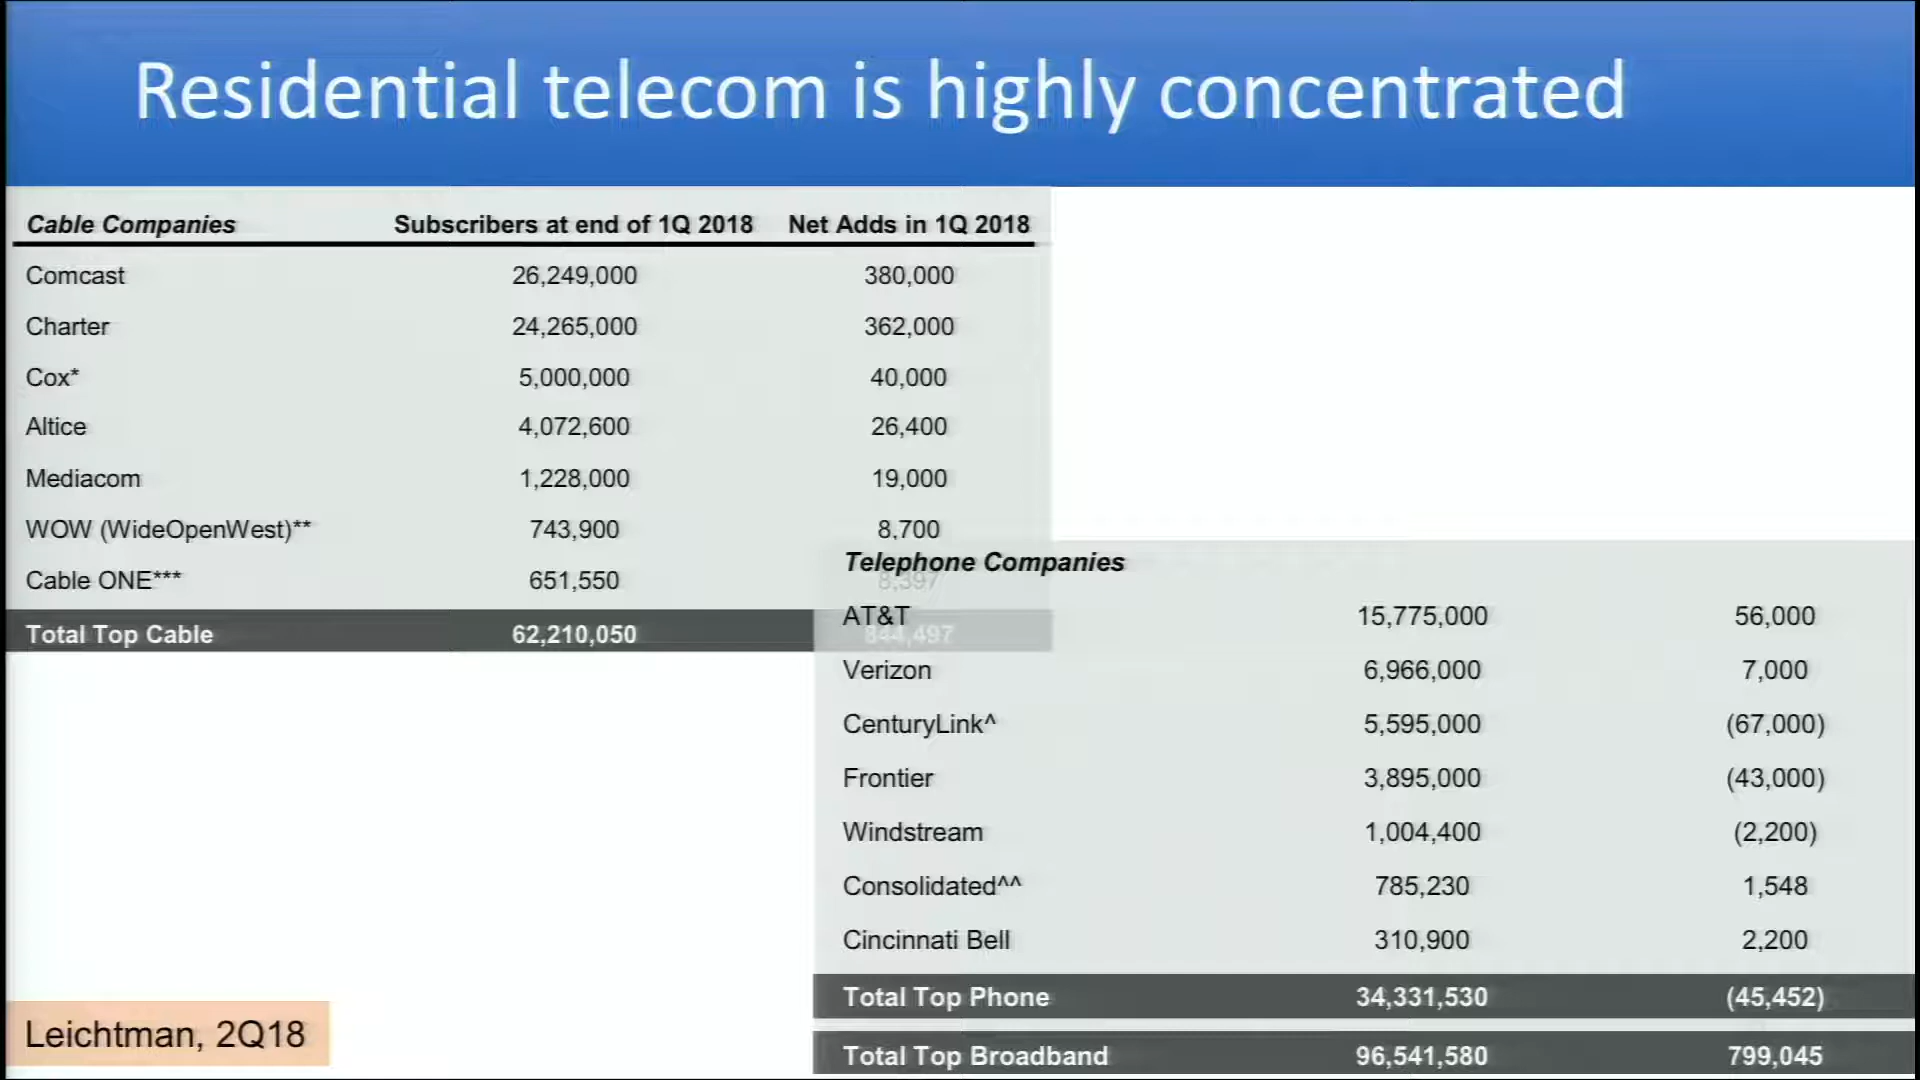 Residential telecom is highly concentrated
Cable Companies Subscribers at end of 1Q 2018 Net Adds in 1Q 2018
Comcast 26,249,000 380,000
Charter 24,265,000 362,000
Cox* 5,000,000 40,000
Altice 4,072,600 26,400
Mediacom 1,228,000 19,000
WOW (WideOpenWest)** 743,900 8,700
Cable ONE*** 651,550 8,397
Total Top Cable 62,210,050 844,497
Telephone Companies
AT&T 15,775,000 56,000
Verizon 6,966,000 7,000
CenturyLink^ 5,595,000 (67,000)
Frontier 3,895,000 (43,000)
Windstream 1,004,400 (2,200)
Consolidated^^ 785,230 1,548
Cincinnati Bell 310,900 2,200
Total Top Phone 34,331,530 (45,452)
Total Top Broadband 96,541,580 799,045
Leichtman, 2Q18